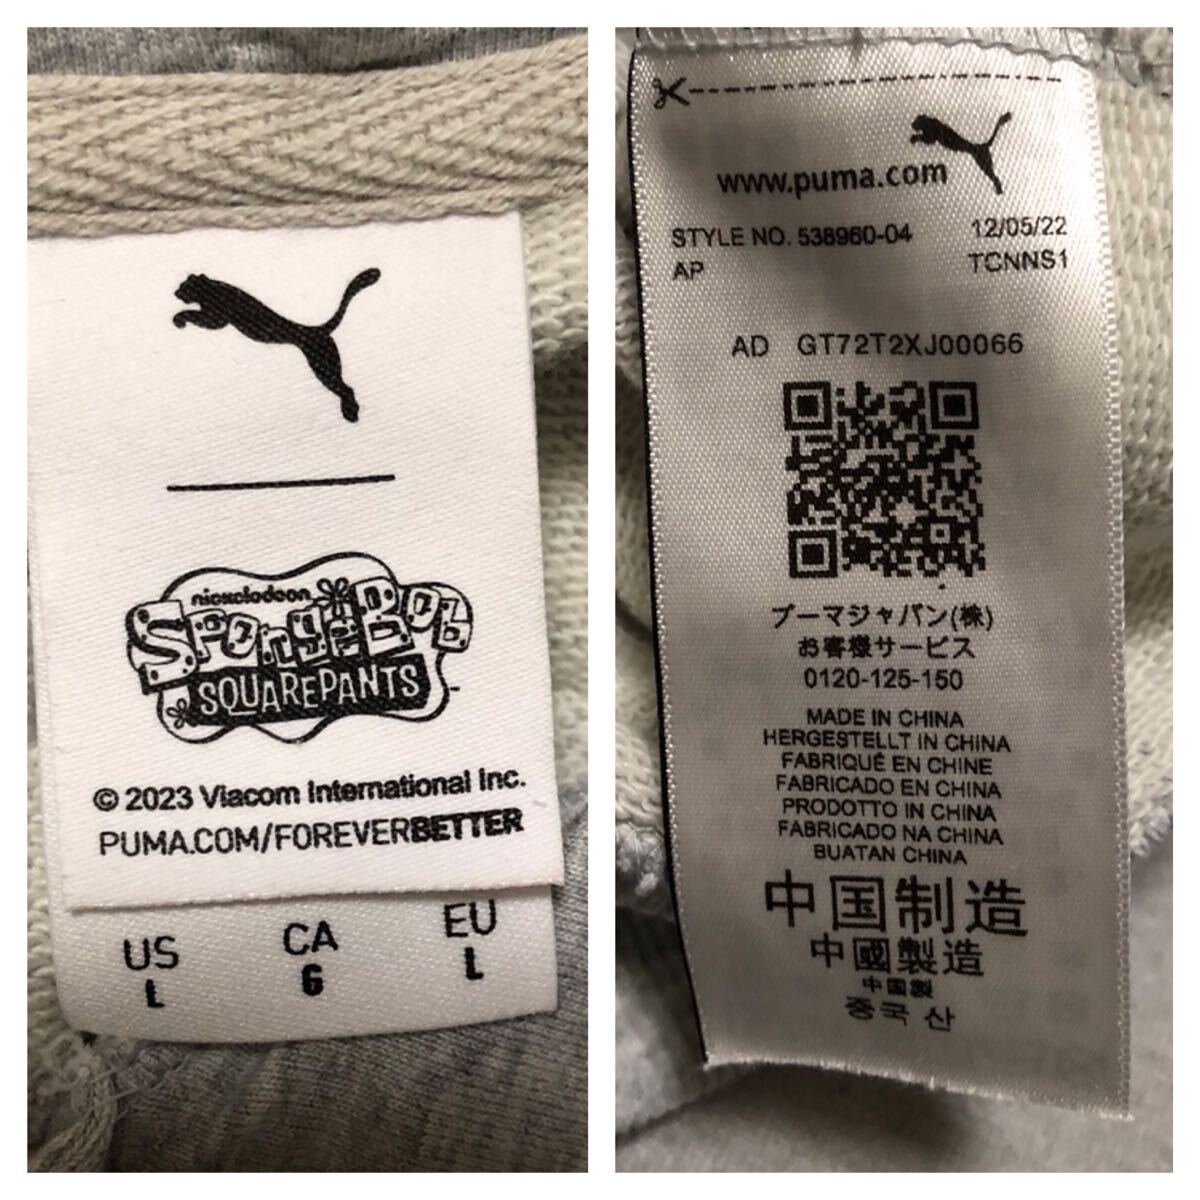 nickelodeon
SpongeBob
SQUAREPANTS
© 2023 Viacom International Inc.
PUMA.COM/FOREVERBETTER
US CA EU
L 6 L
www.puma.com
STYLE NO. 538960-04 12/05/22
AP TCNNS1
AD GT72T2XJ00066
プーマジャパン(株)
お客様サービス
0120-125-150
MADE IN CHINA
HERGESTELLT IN CHINA
FABRIQUÉ EN CHINE
FABRICADO EN CHINA
PRODOTTO IN CHINA
FABRICADO NA CHINA
BUATAN CHINA
中国制造
中國製造
中国製
중국 산